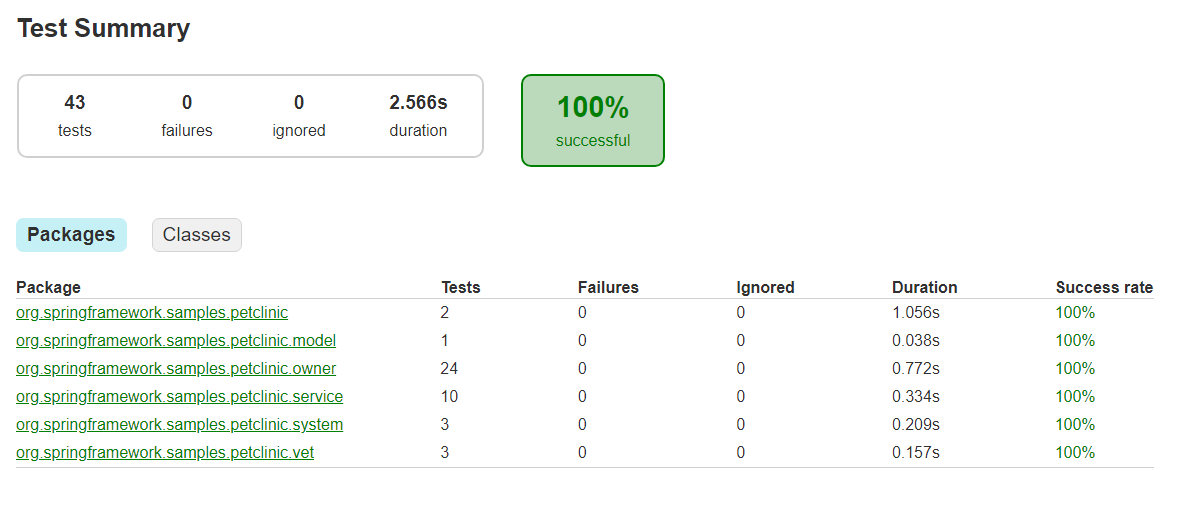 Test Summary
43 0 0 2.566s
tests failures ignored duration
100%
successful
Packages Classes
Package Tests Failures Ignored Duration Success rate
org.springframework.samples.petclinic 2 0 0 1.056s 100%
org.springframework.samples.petclinic.model 1 0 0 0.038s 100%
org.springframework.samples.petclinic.owner 24 0 0 0.772s 100%
org.springframework.samples.petclinic.service 10 0 0 0.334s 100%
org.springframework.samples.petclinic.system 3 0 0 0.209s 100%
org.springframework.samples.petclinic.vet 3 0 0 0.157s 100%